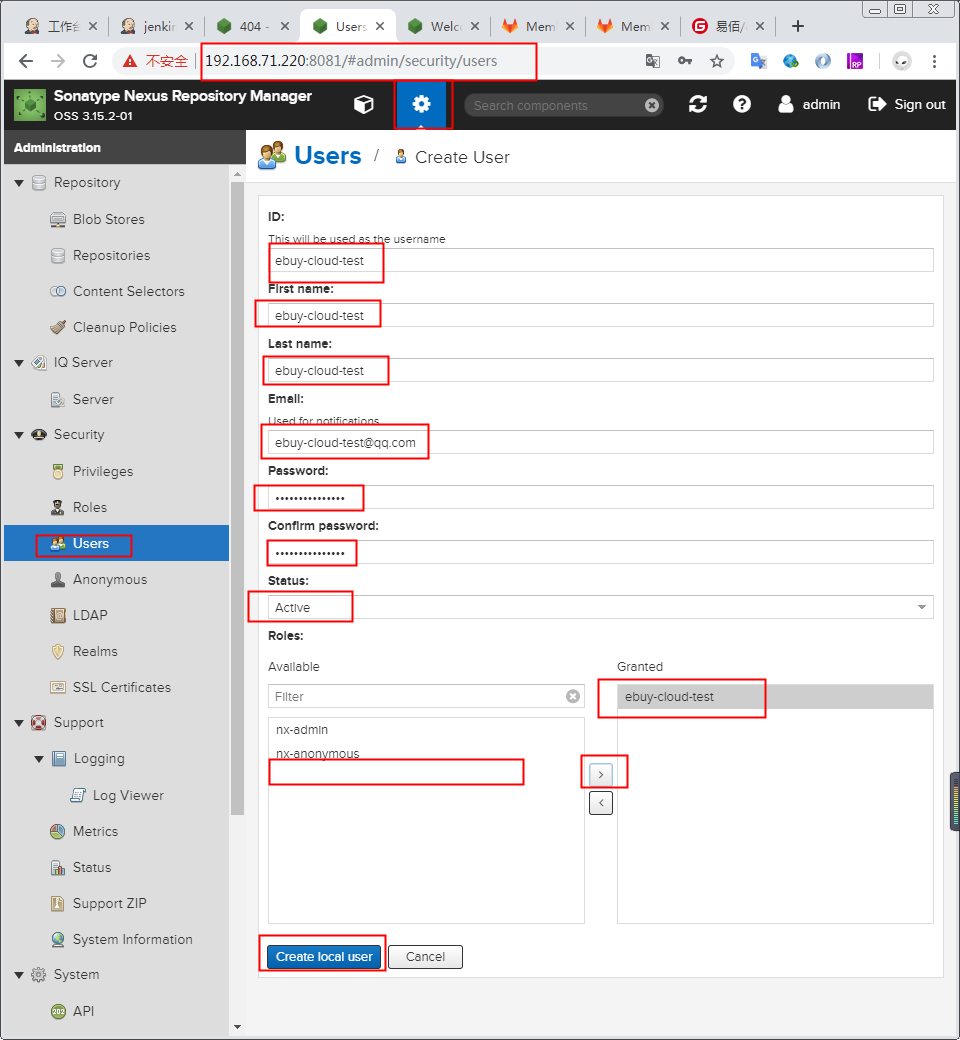 工作台
jenkin
404 -
Users
Welco
Mem
Mem
易佰
不安全
192.168.71.220:8081/#admin/security/users
Sonatype Nexus Repository Manager
OSS 3.15.2-01
Search components
admin
Sign out
Administration
Users / Create User
Repository
Blob Stores
Repositories
Content Selectors
Cleanup Policies
IQ Server
Server
Security
Privileges
Roles
Users
Anonymous
LDAP
Realms
SSL Certificates
Support
Logging
Log Viewer
Metrics
Status
Support ZIP
System Information
System
API
ID:
This will be used as the username
ebuy-cloud-test
First name:
ebuy-cloud-test
Last name:
ebuy-cloud-test
Email:
Used for notifications
ebuy-cloud-test@qq.com
Password:
•••••••••••••••
Confirm password:
•••••••••••••••
Status:
Active
Roles:
Available
Granted
Filter
ebuy-cloud-test
nx-admin
nx-anonymous
Create local user
Cancel